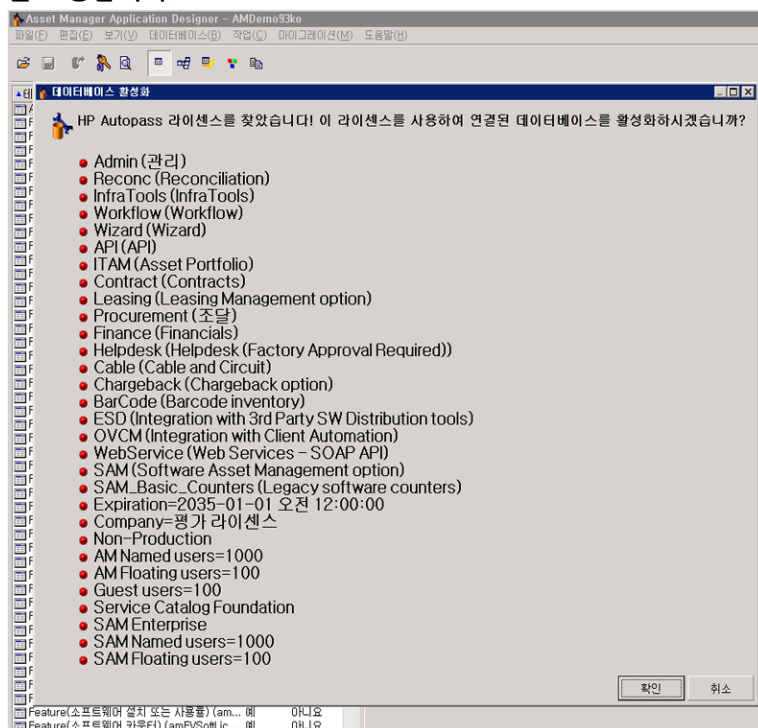 Asset Manager Application Designer - AMDemo93ko
파일(F) 편집(E) 보기(V) 데이터베이스(B) 작업(C) 마이그레이션(M) 도움말(H)
데이터베이스 활성화
HP Autopass 라이센스를 찾았습니다! 이 라이센스를 사용하여 연결된 데이터베이스를 활성화하시겠습니까?
Admin (관리)
Reconc (Reconciliation)
InfraTools (InfraTools)
Workflow (Workflow)
Wizard (Wizard)
API (API)
ITAM (Asset Portfolio)
Contract (Contracts)
Leasing (Leasing Management option)
Procurement (조달)
Finance (Financials)
Helpdesk (Helpdesk (Factory Approval Required))
Cable (Cable and Circuit)
Chargeback (Chargeback option)
BarCode (Barcode inventory)
ESD (Integration with 3rd Party SW Distribution tools)
OVCM (Integration with Client Automation)
WebService (Web Services - SOAP API)
SAM (Software Asset Management option)
SAM_Basic_Counters (Legacy software counters)
Expiration=2035-01-01 오전 12:00:00
Company=평가 라이센스
Non-Production
AM Named users=1000
AM Floating users=100
Guest users=100
Service Catalog Foundation
SAM Enterprise
SAM Named users=1000
SAM Floating users=100
확인 취소
Feature(소프트웨어 설치 또는 사용률) (am... 예 아니요
Feature(소프트웨어 카운터) (amFVSoftLic... 예 아니요